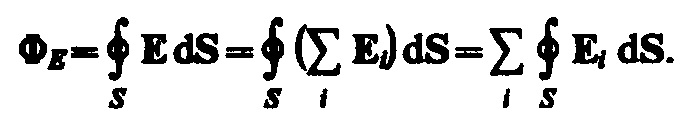 Φ_E = ∮_S E dS = ∮_S (∑_i E_i) dS = ∑_i ∮_S E_i dS.